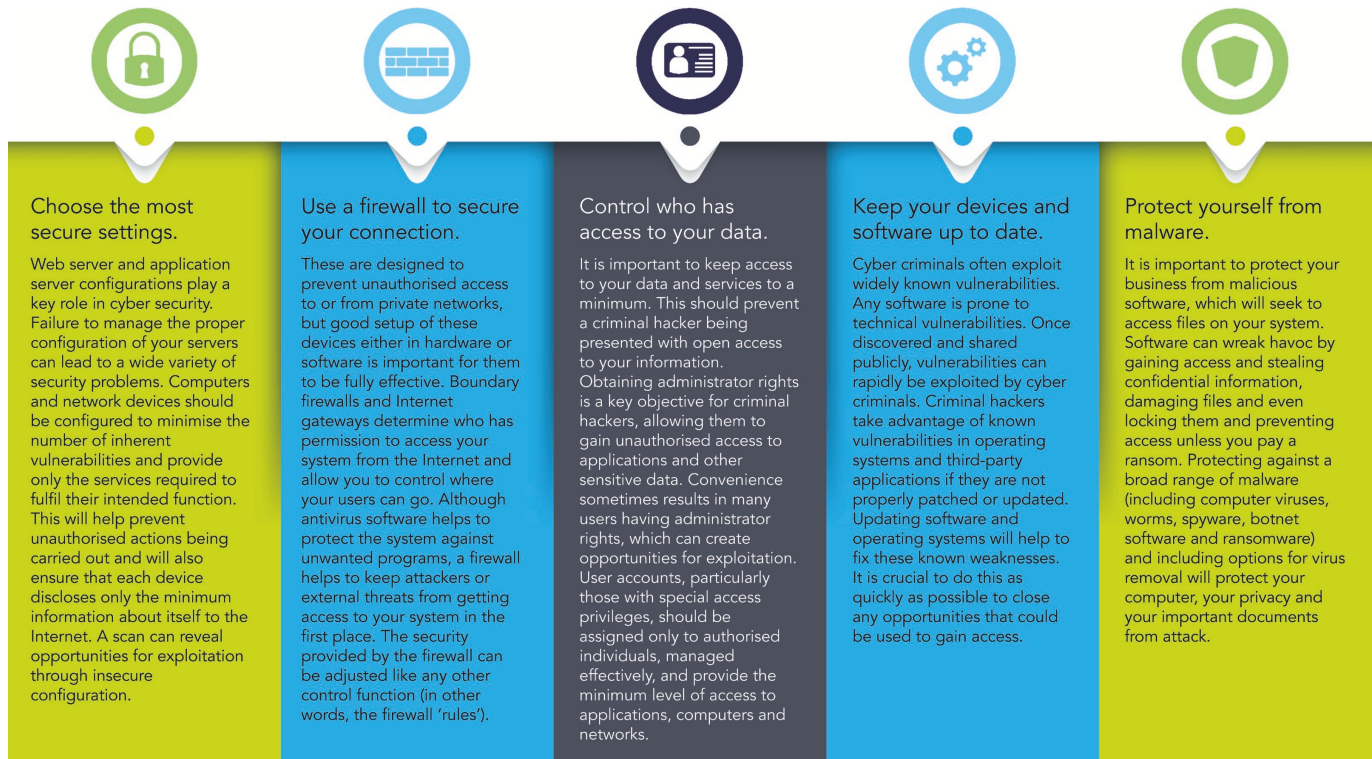 Choose the most
secure settings.
Web server and application
server configurations play a
key role in cyber security.
Failure to manage the proper
configuration of your servers
can lead to a wide variety of
security problems. Computers
and network devices should
be configured to minimise the
number of inherent
vulnerabilities and provide
only the services required to
fulfil their intended function.
This will help prevent
unauthorised actions being
carried out and will also
ensure that each device
discloses only the minimum
information about itself to the
Internet. A scan can reveal
opportunities for exploitation
through insecure
configuration.
Use a firewall to secure
your connection.
These are designed to
prevent unauthorised access
to or from private networks,
but good setup of these
devices either in hardware or
software is important for them
to be fully effective. Boundary
firewalls and Internet
gateways determine who has
permission to access your
system from the Internet and
allow you to control where
your users can go. Although
antivirus software helps to
protect the system against
unwanted programs, a firewall
helps to keep attackers or
external threats from getting
access to your system in the
first place. The security
provided by the firewall can
be adjusted like any other
control function (in other
words, the firewall ‘rules’).
Control who has
access to your data.
It is important to keep access
to your data and services to a
minimum. This should prevent
a criminal hacker being
presented with open access
to your information.
Obtaining administrator rights
is a key objective for criminal
hackers, allowing them to
gain unauthorised access to
applications and other
sensitive data. Convenience
sometimes results in many
users having administrator
rights, which can create
opportunities for exploitation.
User accounts, particularly
those with special access
privileges, should be
assigned only to authorised
individuals, managed
effectively, and provide the
minimum level of access to
applications, computers and
networks.
Keep your devices and
software up to date.
Cyber criminals often exploit
widely known vulnerabilities.
Any software is prone to
technical vulnerabilities. Once
discovered and shared
publicly, vulnerabilities can
rapidly be exploited by cyber
criminals. Criminal hackers
take advantage of known
vulnerabilities in operating
systems and third-party
applications if they are not
properly patched or updated.
Updating software and
operating systems will help to
fix these known weaknesses.
It is crucial to do this as
quickly as possible to close
any opportunities that could
be used to gain access.
Protect yourself from
malware.
It is important to protect your
business from malicious
software, which will seek to
access files on your system.
Software can wreak havoc by
gaining access and stealing
confidential information,
damaging files and even
locking them and preventing
access unless you pay a
ransom. Protecting against a
broad range of malware
(including computer viruses,
worms, spyware, botnet
software and ransomware)
and including options for virus
removal will protect your
computer, your privacy and
your important documents
from attack.